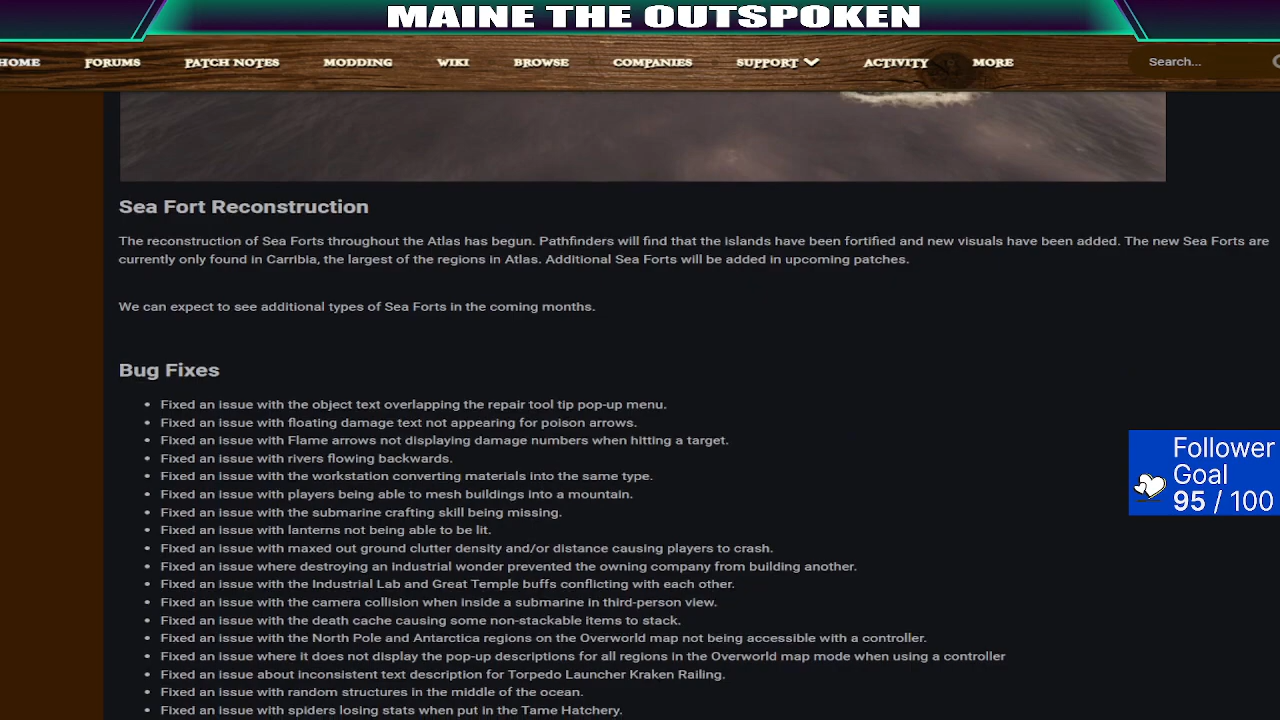 MAINE THE OUTSPOKEN
HOME FORUMS PATCH NOTES MODDING WIKI BROWSE COMPANIES SUPPORT ACTIVITY MORE Search...
Sea Fort Reconstruction
The reconstruction of Sea Forts throughout the Atlas has begun. Pathfinders will find that the islands have been fortified and new visuals have been added. The new Sea Forts are
currently only found in Carribia, the largest of the regions in Atlas. Additional Sea Forts will be added in upcoming patches.
We can expect to see additional types of Sea Forts in the coming months.
Bug Fixes
• Fixed an issue with the object text overlapping the repair tool tip pop-up menu.
• Fixed an issue with floating damage text not appearing for poison arrows.
• Fixed an issue with Flame arrows not displaying damage numbers when hitting a target.
• Fixed an issue with rivers flowing backwards.
• Fixed an issue with the workstation converting materials into the same type.
• Fixed an issue with players being able to mesh buildings into a mountain.
• Fixed an issue with the submarine crafting skill being missing.
• Fixed an issue with lanterns not being able to be lit.
• Fixed an issue with maxed out ground clutter density and/or distance causing players to crash.
• Fixed an issue where destroying an industrial wonder prevented the owning company from building another.
• Fixed an issue with the Industrial Lab and Great Temple buffs conflicting with each other.
• Fixed an issue with the camera collision when inside a submarine in third-person view.
• Fixed an issue with the death cache causing some non-stackable items to stack.
• Fixed an issue with the North Pole and Antarctica regions on the Overworld map not being accessible with a controller.
• Fixed an issue where it does not display the pop-up descriptions for all regions in the Overworld map mode when using a controller
• Fixed an issue about inconsistent text description for Torpedo Launcher Kraken Railing.
• Fixed an issue with random structures in the middle of the ocean.
• Fixed an issue with spiders losing stats when put in the Tame Hatchery.
Follower
Goal
95 / 100